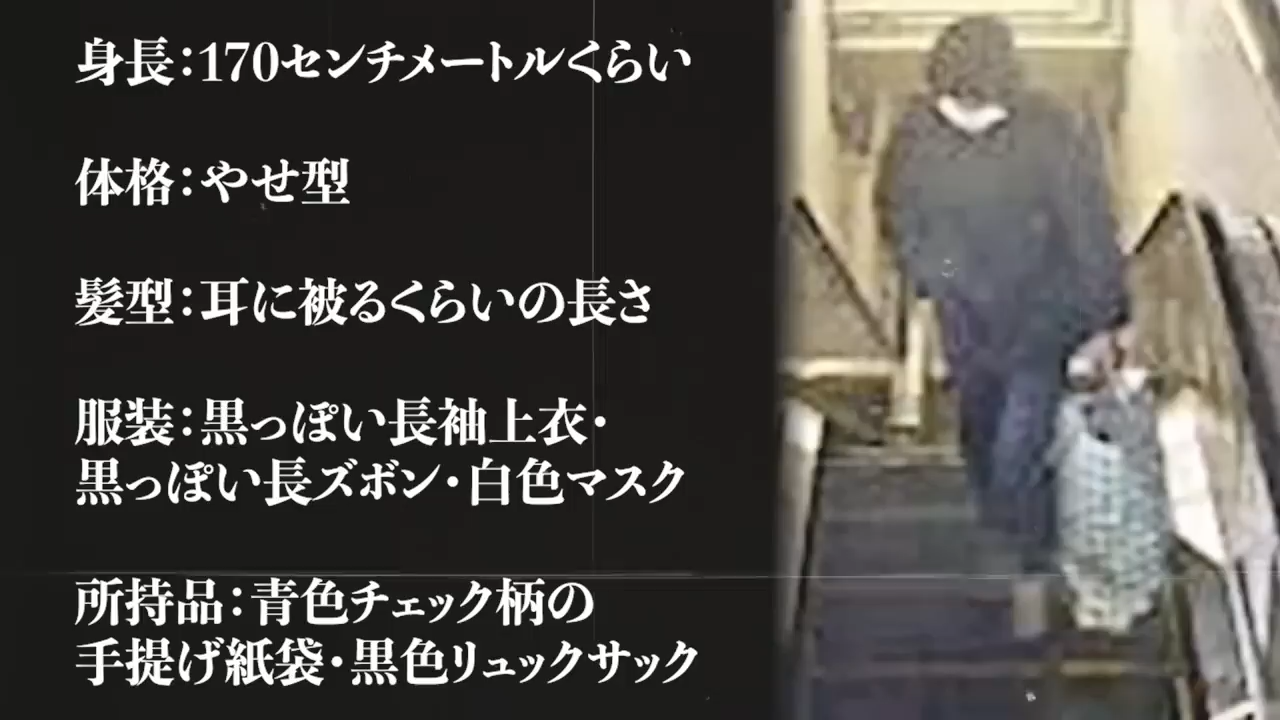 身長：170センチメートルくらい
体格：やせ型
髪型：耳に被るくらいの長さ
服装：黒っぽい長袖上衣・
黒っぽい長ズボン・白色マスク
所持品：青色チェック柄の
手提げ紙袋・黒色リュックサック